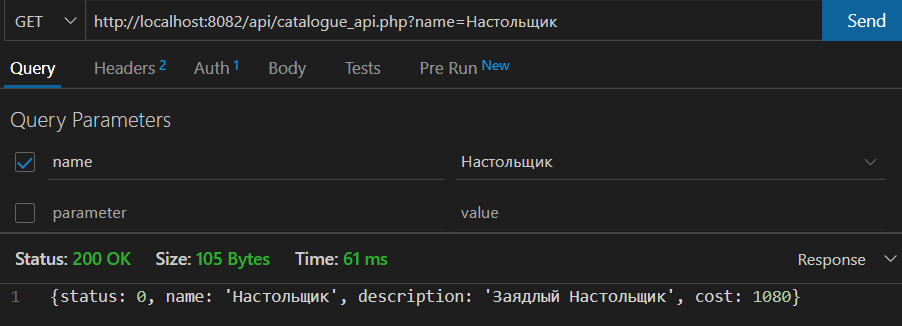 GET http://localhost:8082/api/catalogue_api.php?name=Настольщик Send
Query Headers 2 Auth 1 Body Tests Pre Run New
Query Parameters
name Настольщик
parameter value
Status: 200 OK Size: 105 Bytes Time: 61 ms Response
1 {status: 0, name: 'Настольщик', description: 'Заядлый Настольщик', cost: 1080}